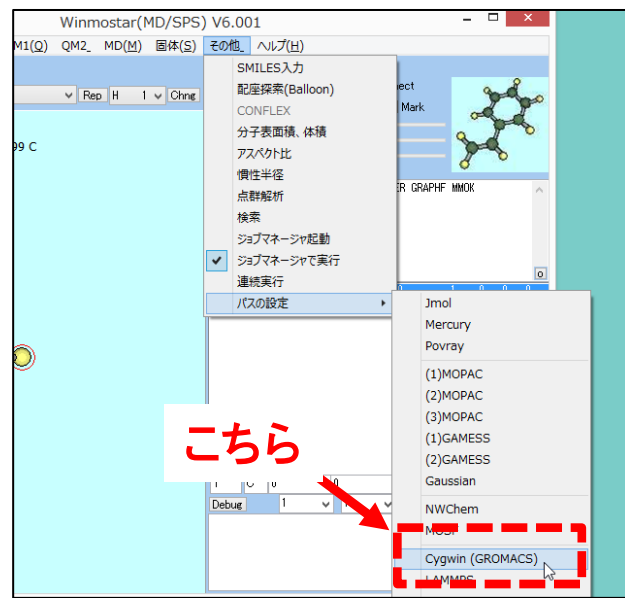 Winmostar(MD/SPS) V6.001
M1(Q) QM2_ MD(M) 固体(S) その他_ ヘルプ(H)
SMILES入力
Rep H 1 Chng
配座探索(Balloon)
ect
CONFLEX
Mark
分子表面積、体積
99 C
アスペクト比
慣性半径
ER GRAPHF MMOK
点群解析
検索
ジョブマネージャ起動
ジョブマネージャで実行
連続実行
パスの設定
Jmol
Mercury
Povray
(1)MOPAC
(2)MOPAC
(3)MOPAC
(1)GAMESS
(2)GAMESS
Gaussian
こちら
NWChem
Debug 1
Cygwin (GROMACS)
LAMMPS